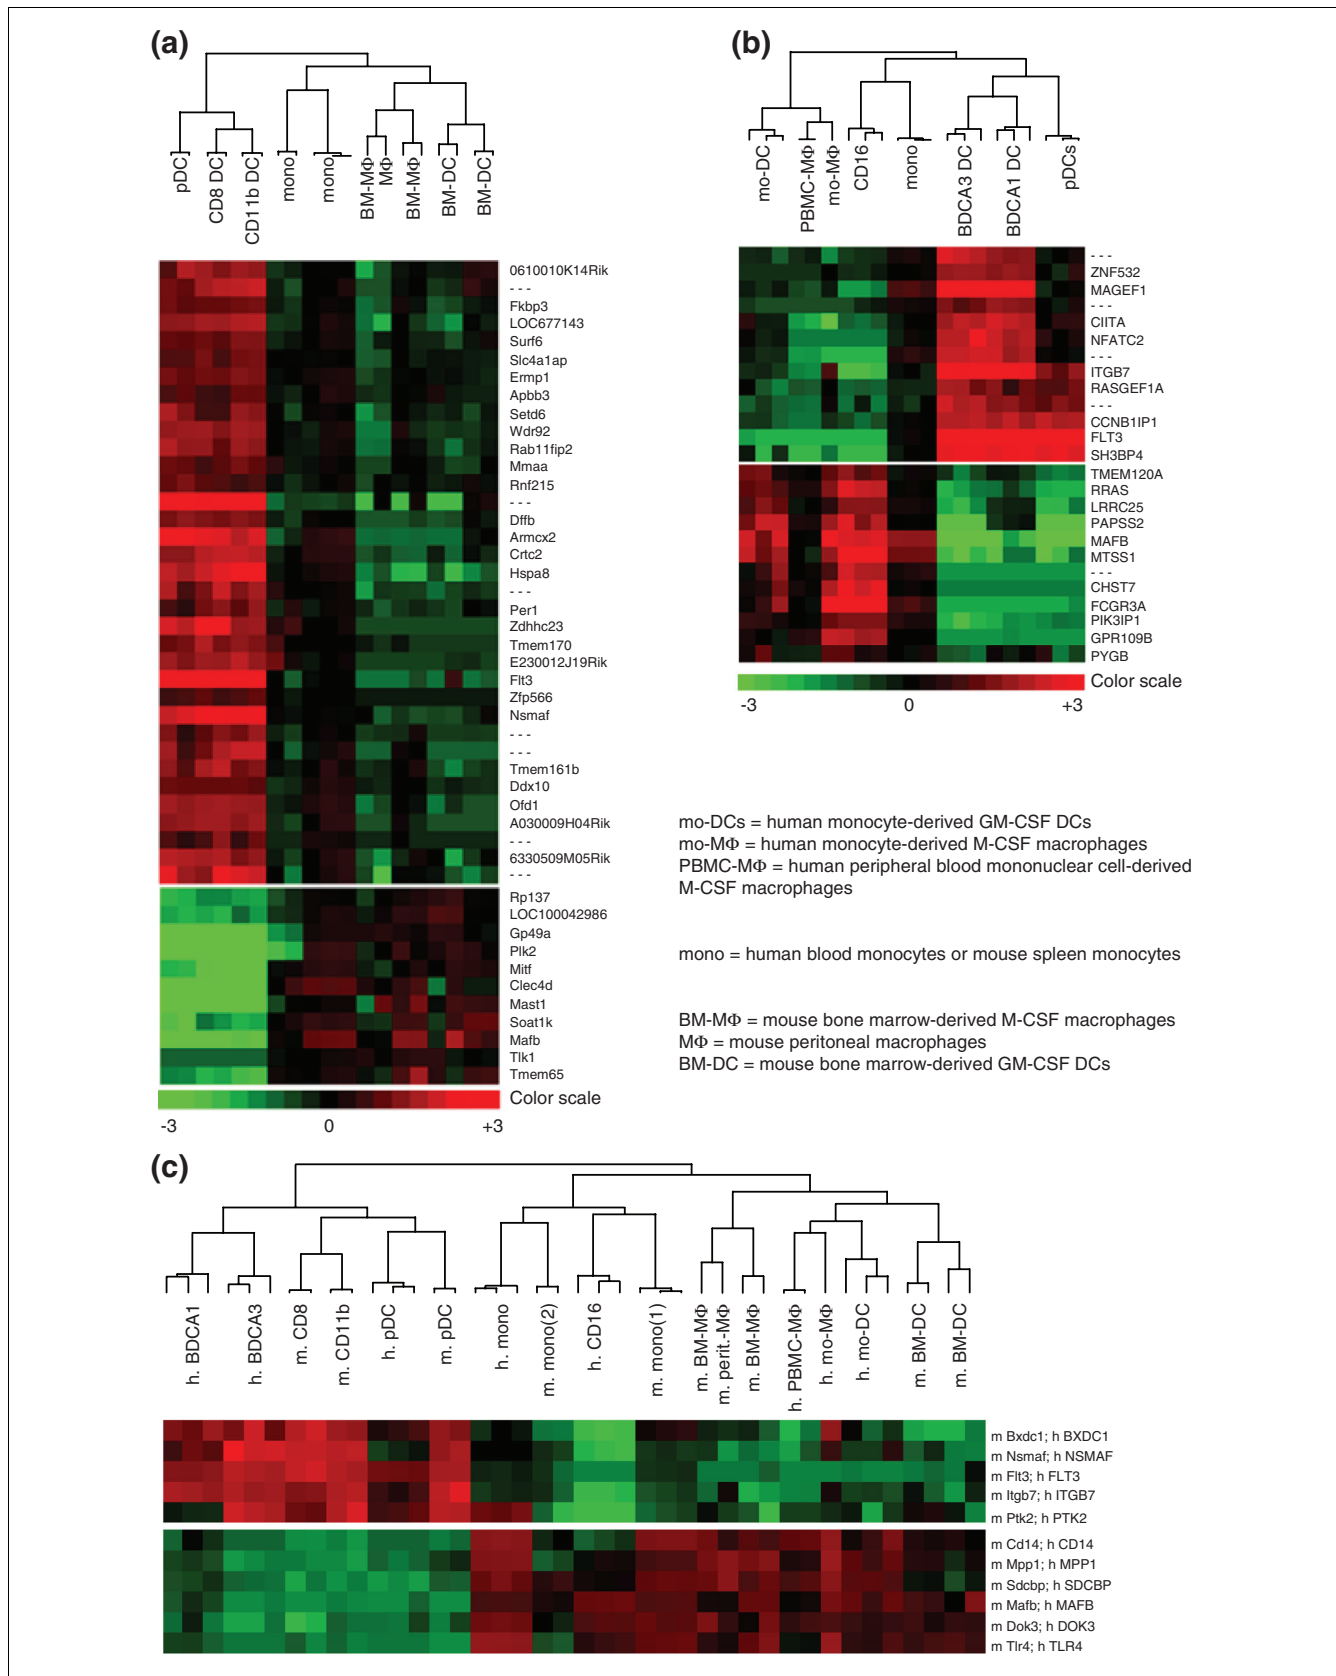 (a)
pDC
CD8 DC
CD11b DC
mono
mono
BM-MΦ
MΦ
BM-MΦ
BM-DC
BM-DC
0610010K14Rik
- - -
Fkbp3
LOC677143
Surf6
Slc4a1ap
Ermp1
Apbb3
Setd6
Wdr92
Rab11fip2
Mmaa
Rnf215
- - -
Dffb
Armcx2
Crtc2
Hspa8
- - -
Per1
Zdhhc23
Tmem170
E230012J19Rik
Flt3
Zfp566
Nsmaf
- - -
- - -
Tmem161b
Ddx10
Ofd1
A030009H04Rik
- - -
6330509M05Rik
- - -
Rp137
LOC100042986
Gp49a
Plk2
Mitf
Clec4d
Mast1
Soat1k
Mafb
Tlk1
Tmem65
Color scale
-3 0 +3
(b)
mo-DC
PBMC-MΦ
mo-MΦ
CD16
mono
BDCA3 DC
BDCA1 DC
pDCs
- - -
ZNF532
MAGEF1
- - -
CIITA
NFATC2
- - -
ITGB7
RASGEF1A
- - -
CCNB1IP1
FLT3
SH3BP4
TMEM120A
RRAS
LRRC25
PAPSS2
MAFB
MTSS1
- - -
CHST7
FCGR3A
PIK3IP1
GPR109B
PYGB
Color scale
-3 0 +3
mo-DCs = human monocyte-derived GM-CSF DCs
mo-MΦ = human monocyte-derived M-CSF macrophages
PBMC-MΦ = human peripheral blood mononuclear cell-derived
M-CSF macrophages
mono = human blood monocytes or mouse spleen monocytes
BM-MΦ = mouse bone marrow-derived M-CSF macrophages
MΦ = mouse peritoneal macrophages
BM-DC = mouse bone marrow-derived GM-CSF DCs
(c)
h. BDCA1
h. BDCA3
m. CD8
m. CD11b
h. pDC
m. pDC
h. mono
m. mono(2)
h. CD16
m. mono(1)
m. BM-MΦ
m. perit.-MΦ
m. BM-MΦ
h. PBMC-MΦ
h. mo-MΦ
h. mo-DC
m. BM-DC
m. BM-DC
m Bxdc1; h BXDC1
m Nsmaf; h NSMAF
m Flt3; h FLT3
m Itgb7; h ITGB7
m Ptk2; h PTK2
m Cd14; h CD14
m Mpp1; h MPP1
m Sdcbp; h SDCBP
m Mafb; h MAFB
m Dok3; h DOK3
m Tlr4; h TLR4